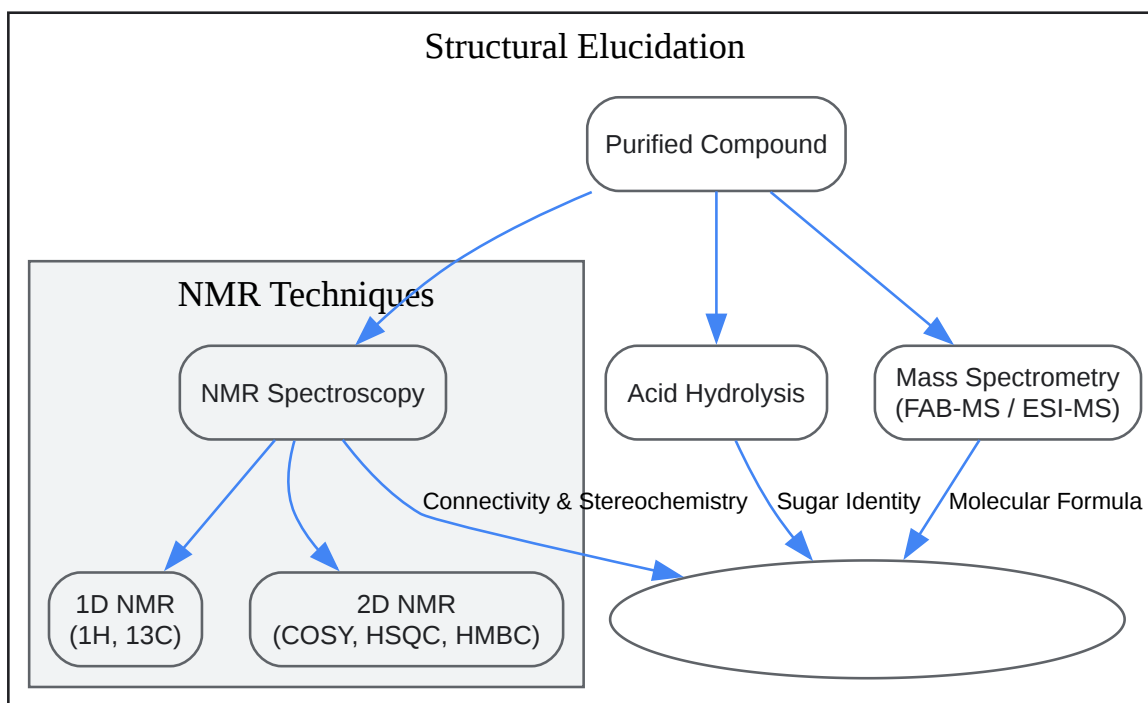 Structural Elucidation
Purified Compound
NMR Techniques
NMR Spectroscopy
Acid Hydrolysis
Mass Spectrometry
(FAB-MS / ESI-MS)
Connectivity & Stereochemistry
Sugar Identity
Molecular Formula
1D NMR
(1H, 13C)
2D NMR
(COSY, HSQC, HMBC)